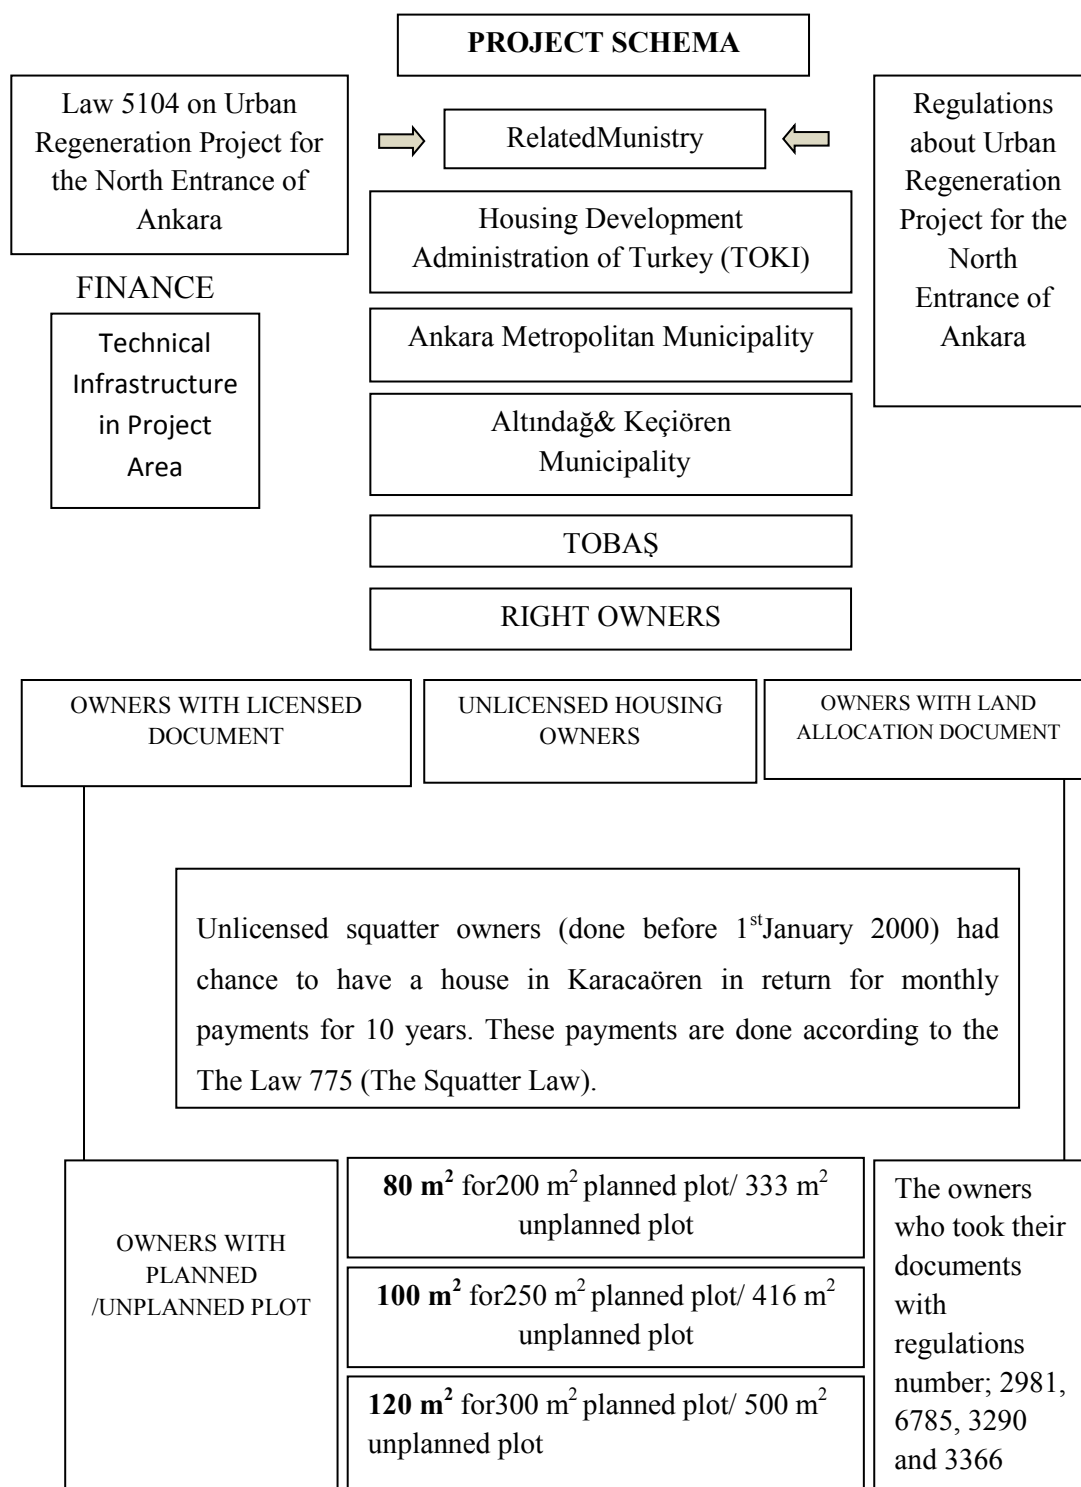 PROJECT SCHEMA
Law 5104 on Urban
Regeneration Project for
the North Entrance of
Ankara
RelatedMunistry
Regulations
about Urban
Regeneration
Project for the
North
Entrance of
Ankara
Housing Development
Administration of Turkey (TOKI)
FINANCE
Technical
Infrastructure
in Project
Area
Ankara Metropolitan Municipality
Altındağ& Keçiören
Municipality
TOBAŞ
RIGHT OWNERS
OWNERS WITH LICENSED
DOCUMENT
UNLICENSED HOUSING
OWNERS
OWNERS WITH LAND
ALLOCATION DOCUMENT
Unlicensed squatter owners (done before 1stJanuary 2000) had
chance to have a house in Karacaören in return for monthly
payments for 10 years. These payments are done according to the
The Law 775 (The Squatter Law).
OWNERS WITH
PLANNED
/UNPLANNED PLOT
80 m² for200 m² planned plot/ 333 m²
unplanned plot
100 m² for250 m² planned plot/ 416 m²
unplanned plot
120 m² for300 m² planned plot/ 500 m²
unplanned plot
The owners
who took their
documents
with
regulations
number; 2981,
6785, 3290
and 3366